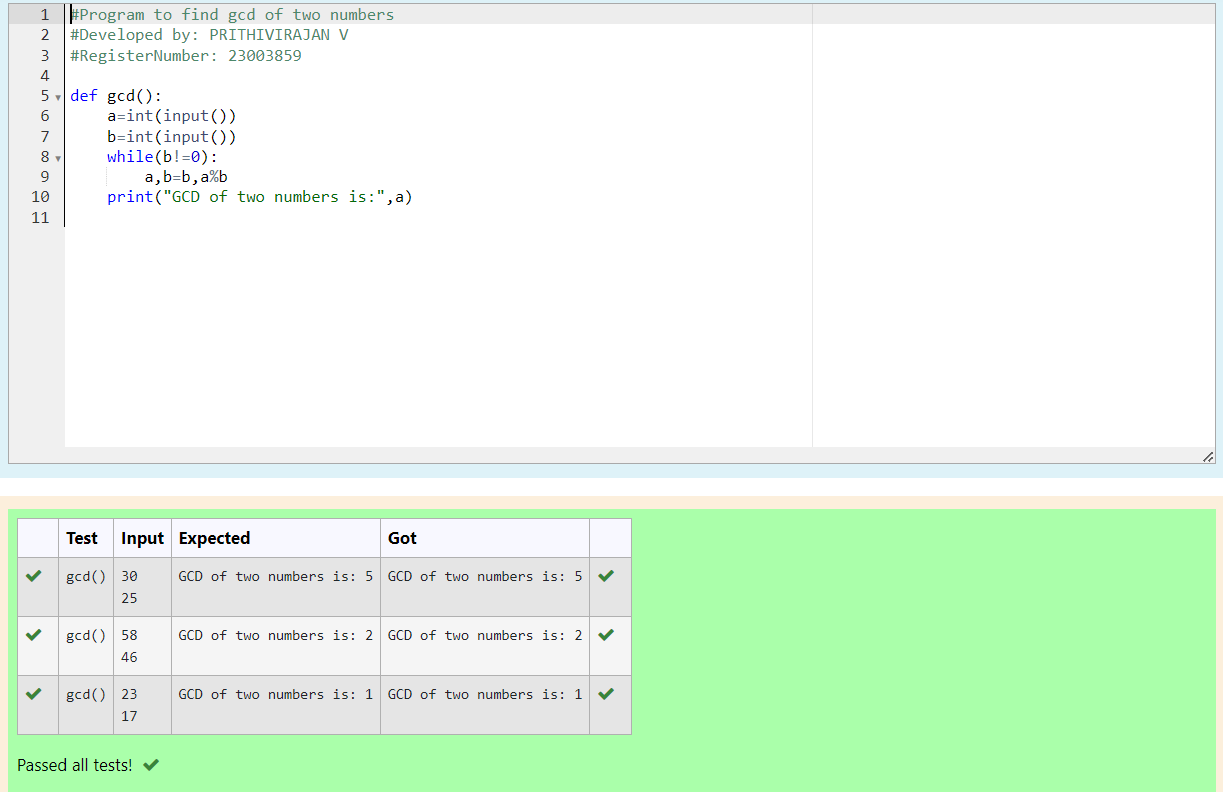 1 #Program to find gcd of two numbers
2 #Developed by: PRITHIVIRAJAN V
3 #RegisterNumber: 23003859
4
5 def gcd():
6     a=int(input())
7     b=int(input())
8     while(b!=0):
9         a,b=b,a%b
10     print("GCD of two numbers is:",a)
11
Test Input Expected Got
gcd() 30 GCD of two numbers is: 5 GCD of two numbers is: 5
25
gcd() 58 GCD of two numbers is: 2 GCD of two numbers is: 2
46
gcd() 23 GCD of two numbers is: 1 GCD of two numbers is: 1
17
Passed all tests!